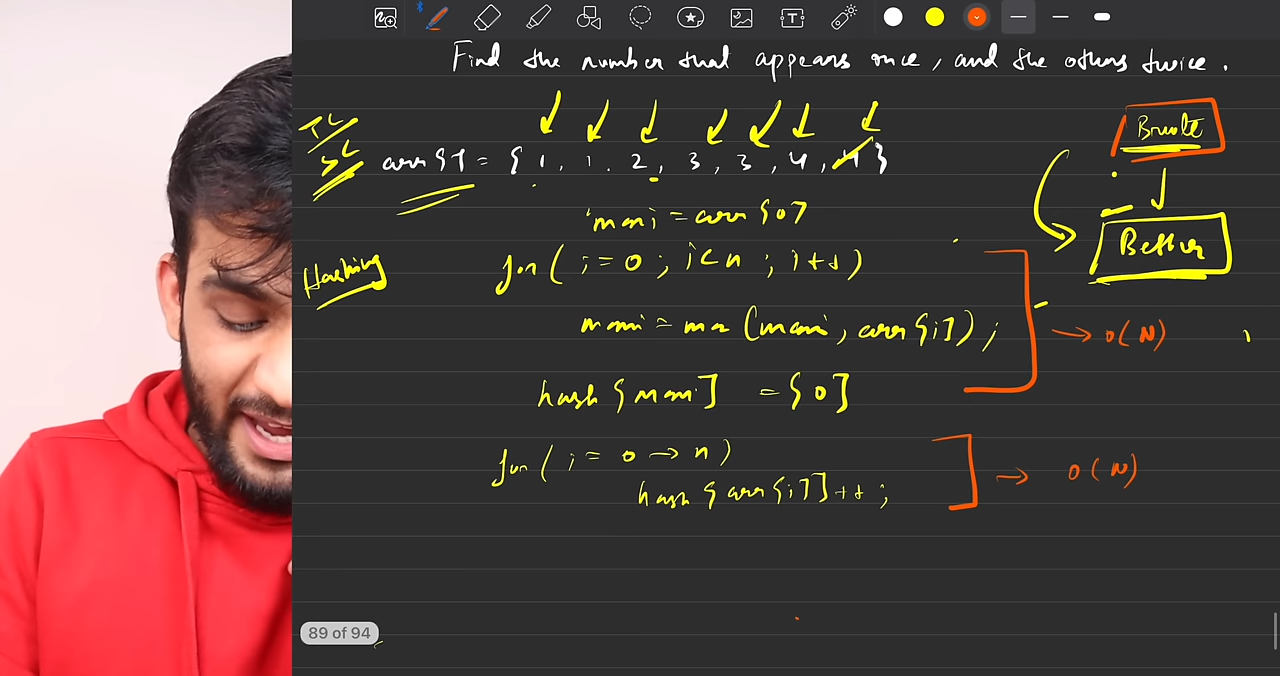 Find the number that appears once, and the others twice.
TC
SC
arr[] = { 1, 1, 2, 3, 3, 4, 4 }
Brute
Better
maxi = arr[0]
Hashing
for( i=0; i<n; i++)
maxi = max(maxi, arr[i]);
→ O(N)
hash[maxi] = {0}
for( i = 0 → n)
hash[arr[i]]++;
→ O(N)
89 of 94